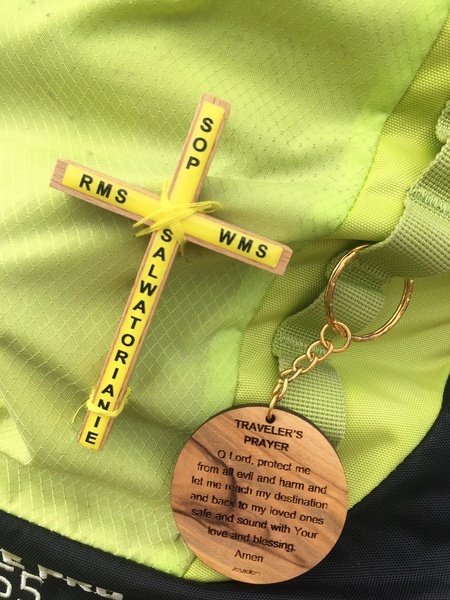 SOP
RMS
WMS
SALWATORIANIE
TRAVELER'S
PRAYER
O Lord, protect me
from all evil and harm and
let me reach my destination
and back to my loved ones
safe and sound with Your
love and blessing.
Amen
Jerusalem